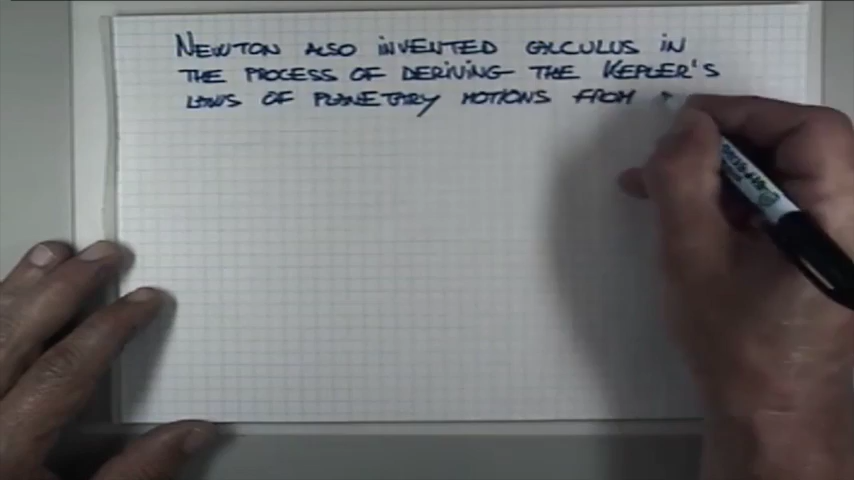 NEWTON ALSO INVENTED CALCULUS IN
THE PROCESS OF DERIVING THE KEPLER'S
LAWS OF PLANETARY MOTIONS FROM